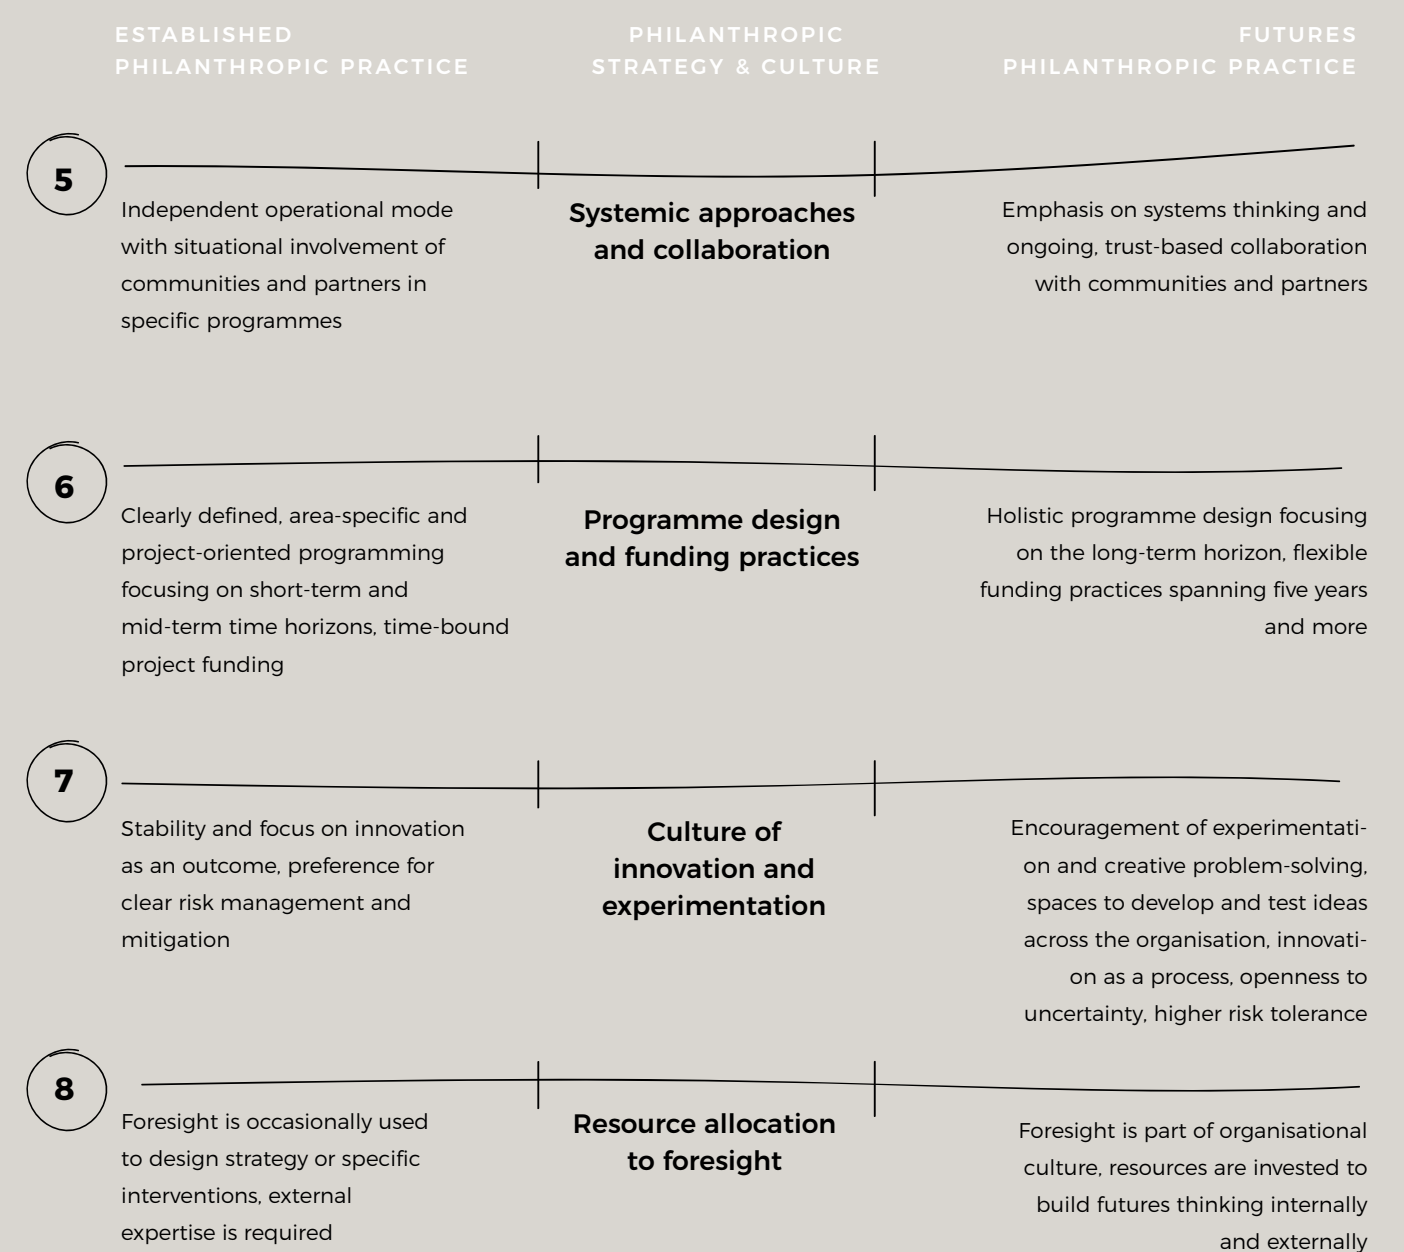 ESTABLISHED
PHILANTHROPIC PRACTICE
PHILANTHROPIC
STRATEGY & CULTURE
FUTURES
PHILANTHROPIC PRACTICE
5
Independent operational mode
with situational involvement of
communities and partners in
specific programmes
Systemic approaches
and collaboration
Emphasis on systems thinking and
ongoing, trust-based collaboration
with communities and partners
6
Clearly defined, area-specific and
project-oriented programming
focusing on short-term and
mid-term time horizons, time-bound
project funding
Programme design
and funding practices
Holistic programme design focusing
on the long-term horizon, flexible
funding practices spanning five years
and more
7
Stability and focus on innovation
as an outcome, preference for
clear risk management and
mitigation
Culture of
innovation and
experimentation
Encouragement of experimentati-
on and creative problem-solving,
spaces to develop and test ideas
across the organisation, innovati-
on as a process, openness to
uncertainty, higher risk tolerance
8
Foresight is occasionally used
to design strategy or specific
interventions, external
expertise is required
Resource allocation
to foresight
Foresight is part of organisational
culture, resources are invested to
build futures thinking internally
and externally